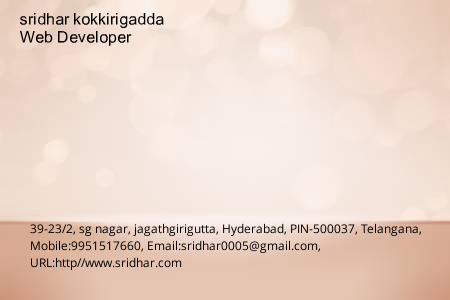 sridhar kokkirigadda
Web Developer
39-23/2, sg nagar, jagathgirigutta, Hyderabad, PIN-500037, Telangana,
Mobile:9951517660, Email:sridhar0005@gmail.com,
URL:http//www.sridhar.com